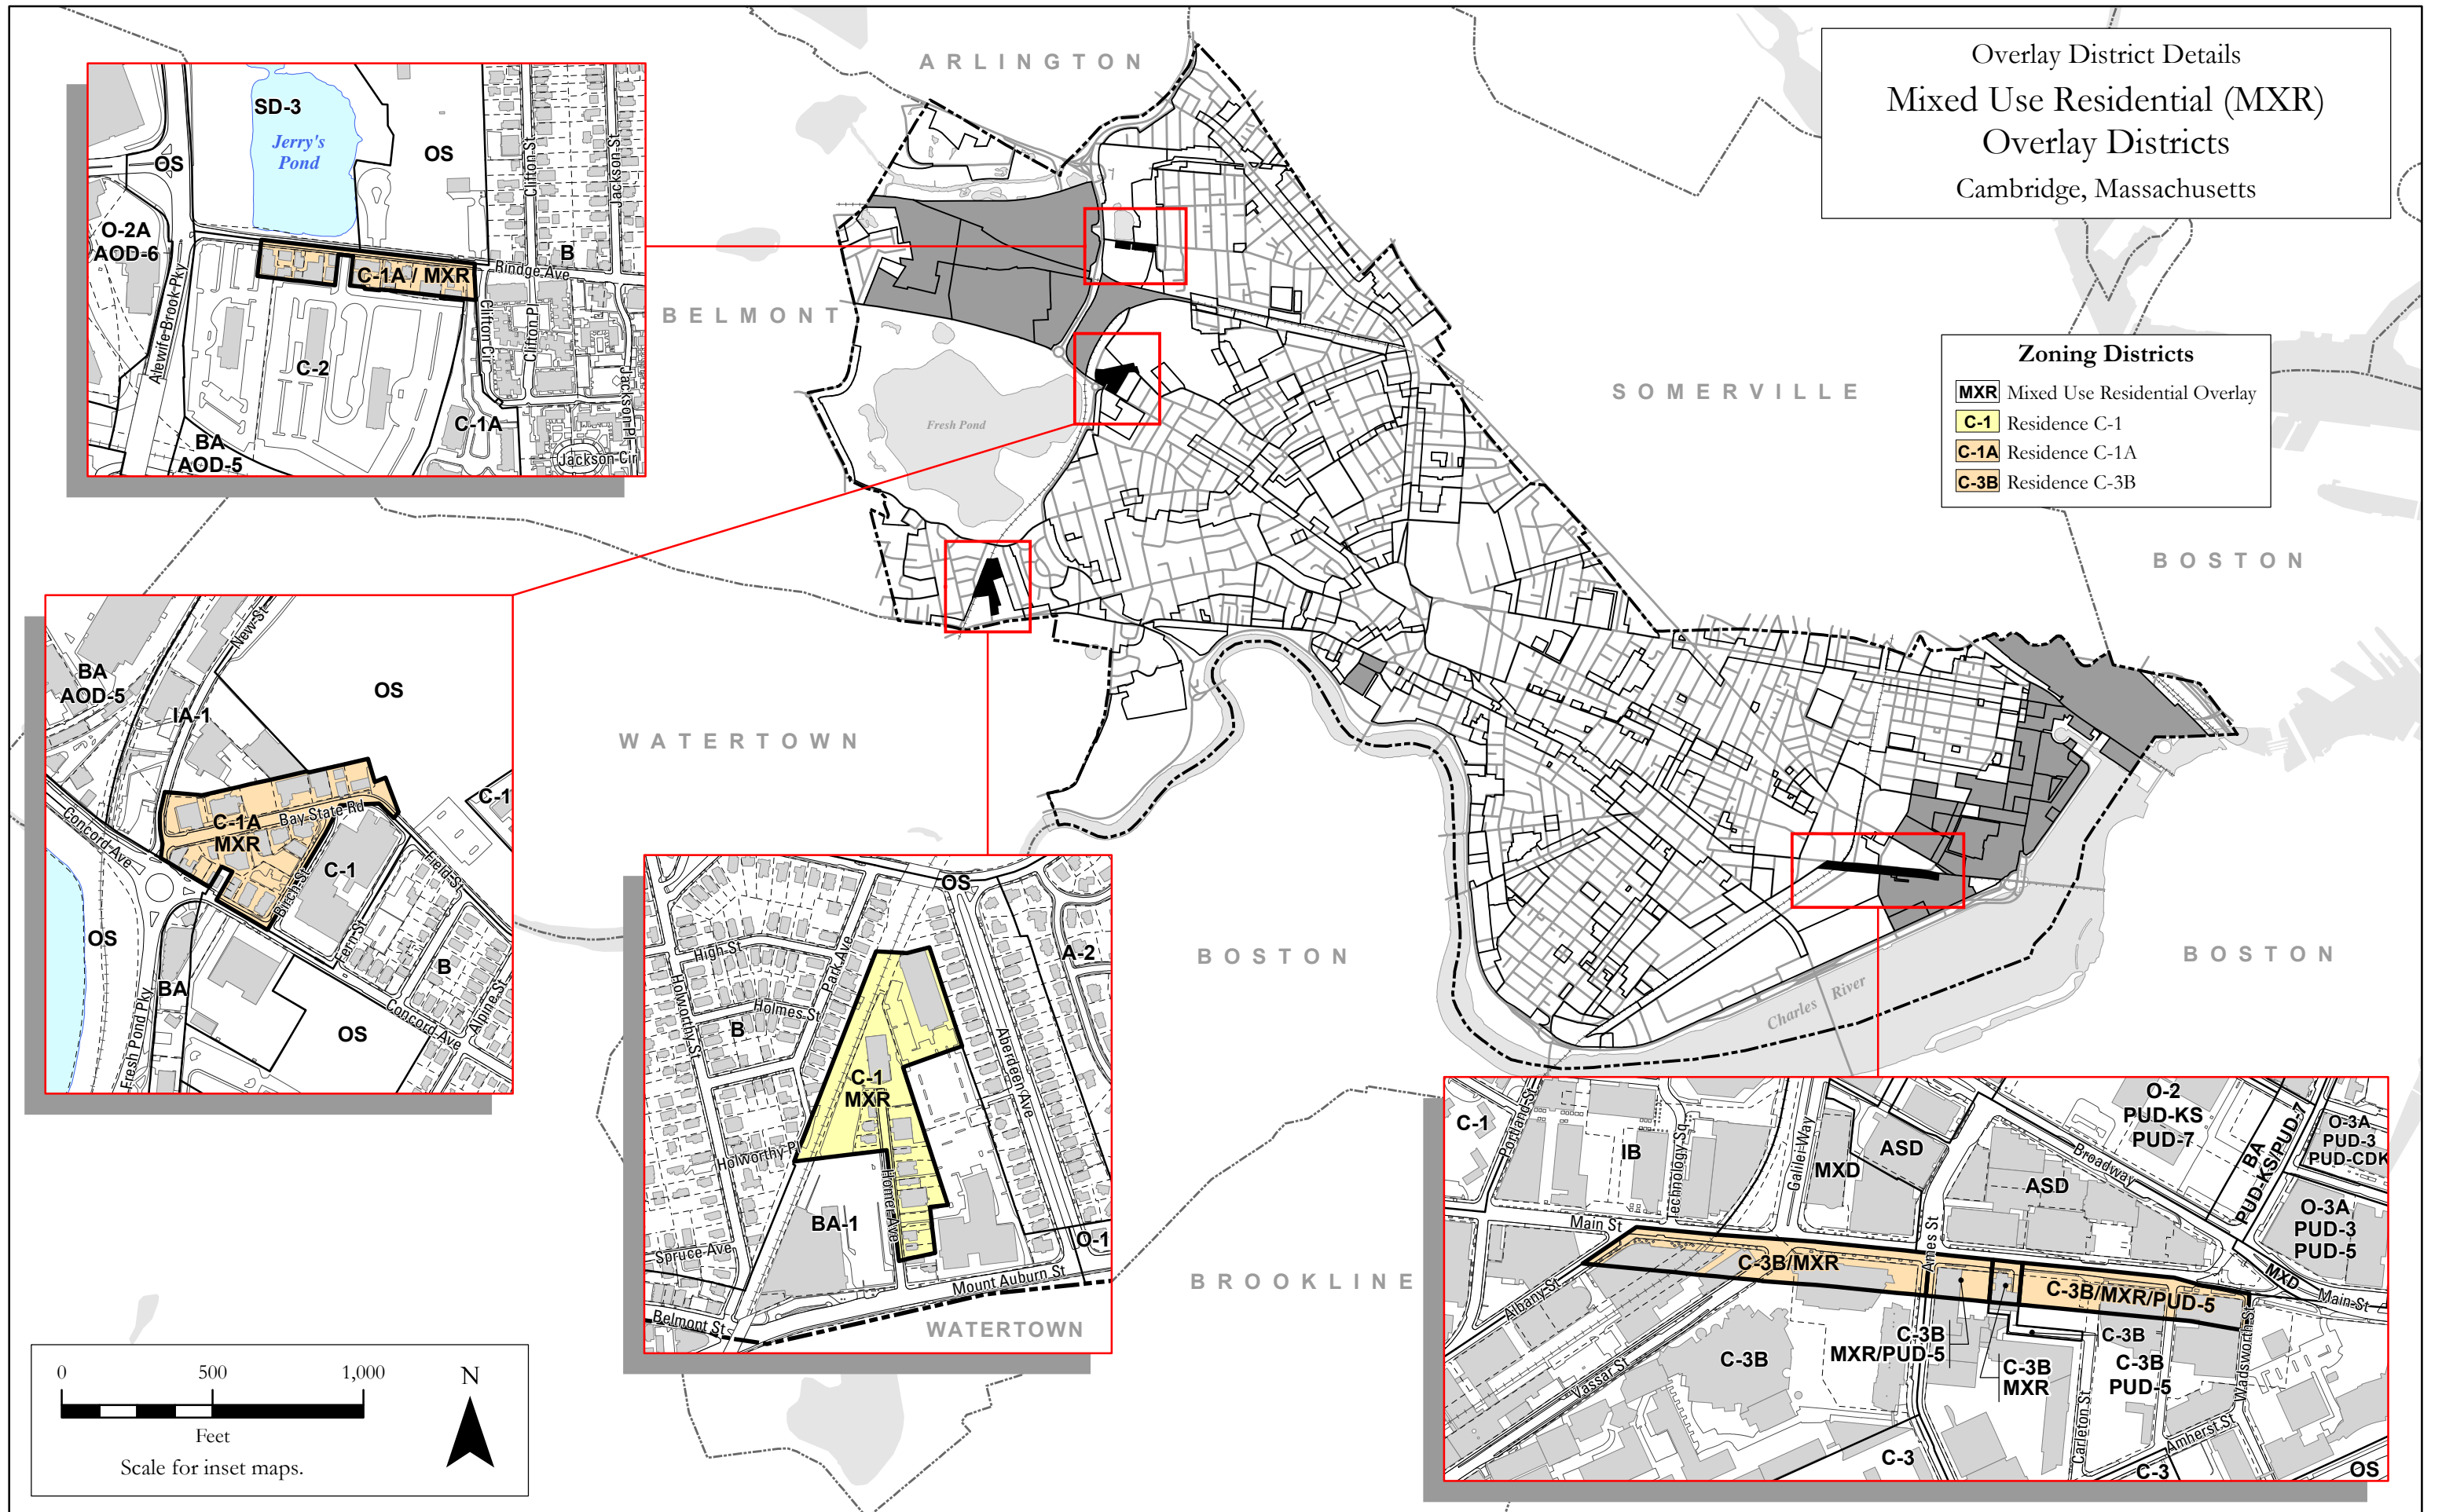 Overlay District Details
Mixed Use Residential (MXR)
Overlay Districts
Cambridge, Massachusetts
Zoning Districts
MXR Mixed Use Residential Overlay
C-1 Residence C-1
C-1A Residence C-1A
C-3B Residence C-3B
ARLINGTON
BELMONT
SOMERVILLE
BOSTON
WATERTOWN
BOSTON
BOSTON
BROOKLINE
Fresh Pond
Charles River
SD-3
Jerry's
Pond
OS
OS
O-2A
AOD-6
Clifton St
Jackson St
B
C-1A / MXR
Rindge Ave
Alewife Brook Pky
Clifton Cir
Clifton Pl
C-2
Jackson Pl
C-1A
BA
AOD-5
Jackson Cir
New St
BA
AOD-5
OS
IA-1
C-1
Concord Ave
C-1A
MXR
Bay State Rd
C-1
Field St
Birch St
OS
Fern St
OS
B
BA
Alpine St
Concord Ave
Fresh Pond Pky
OS
OS
A-2
High St
Park Ave
Holworthy St
Holmes St
B
Aberdeen Ave
C-1
MXR
Holworthy Pl
Homer Ave
BA-1
O-1
Spruce Ave
Mount Auburn St
Belmont St
WATERTOWN
C-1
Portland St
IB
Technology Sq
Galilei Way
MXD
ASD
O-2
PUD-KS
PUD-7
BA
PUD-KS/PUD-7
O-3A
PUD-3
PUD-CDK
Broadway
ASD
O-3A
PUD-3
PUD-5
Main St
Ames St
C-3B/MXR
C-3B/MXR/PUD-5
MXD
Main St
Albany St
C-3B
MXR/PUD-5
C-3B
C-3B
MXR
C-3B
C-3B
PUD-5
Wadsworth St
Vassar St
Carleton St
Amherst St
C-3
C-3
OS
0 500 1,000
Feet
Scale for inset maps.
N